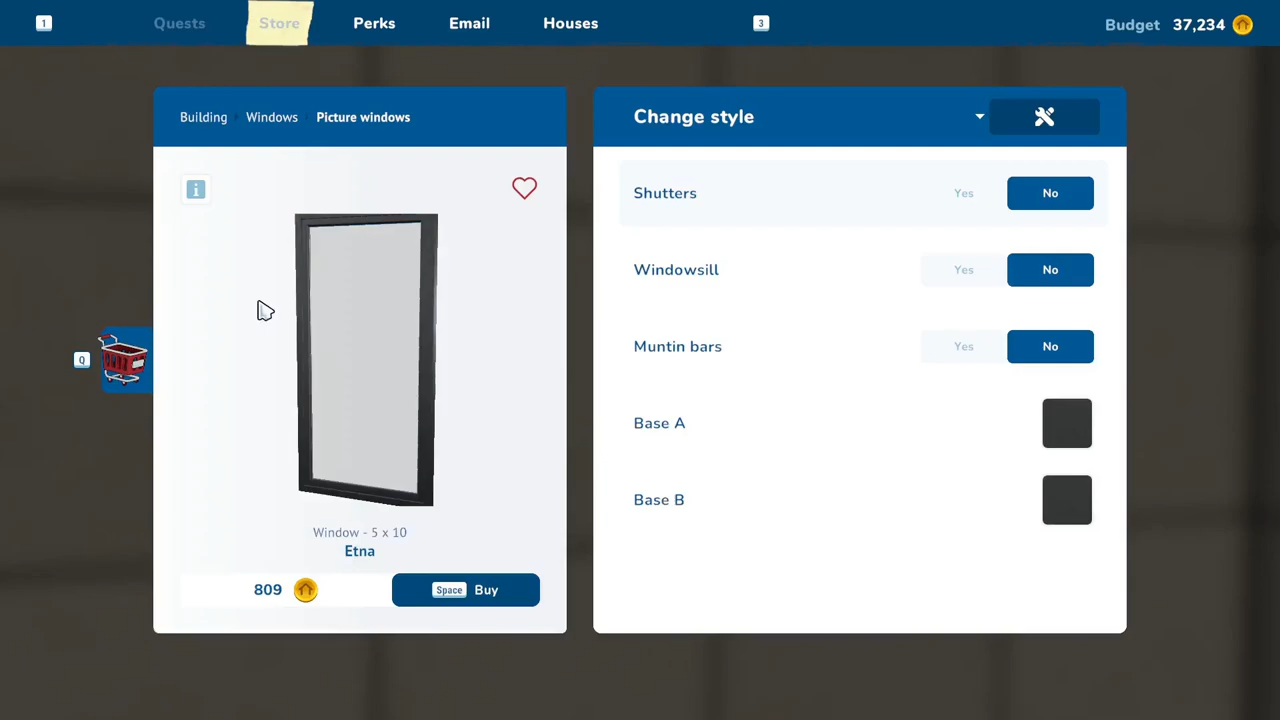 1 Quests Store Perks Email Houses 3 Budget 37,234
Building Windows Picture windows
Change style
i
Shutters Yes No
Windowsill Yes No
Q
Muntin bars Yes No
Base A
Base B
Window - 5 x 10
Etna
809 Space Buy